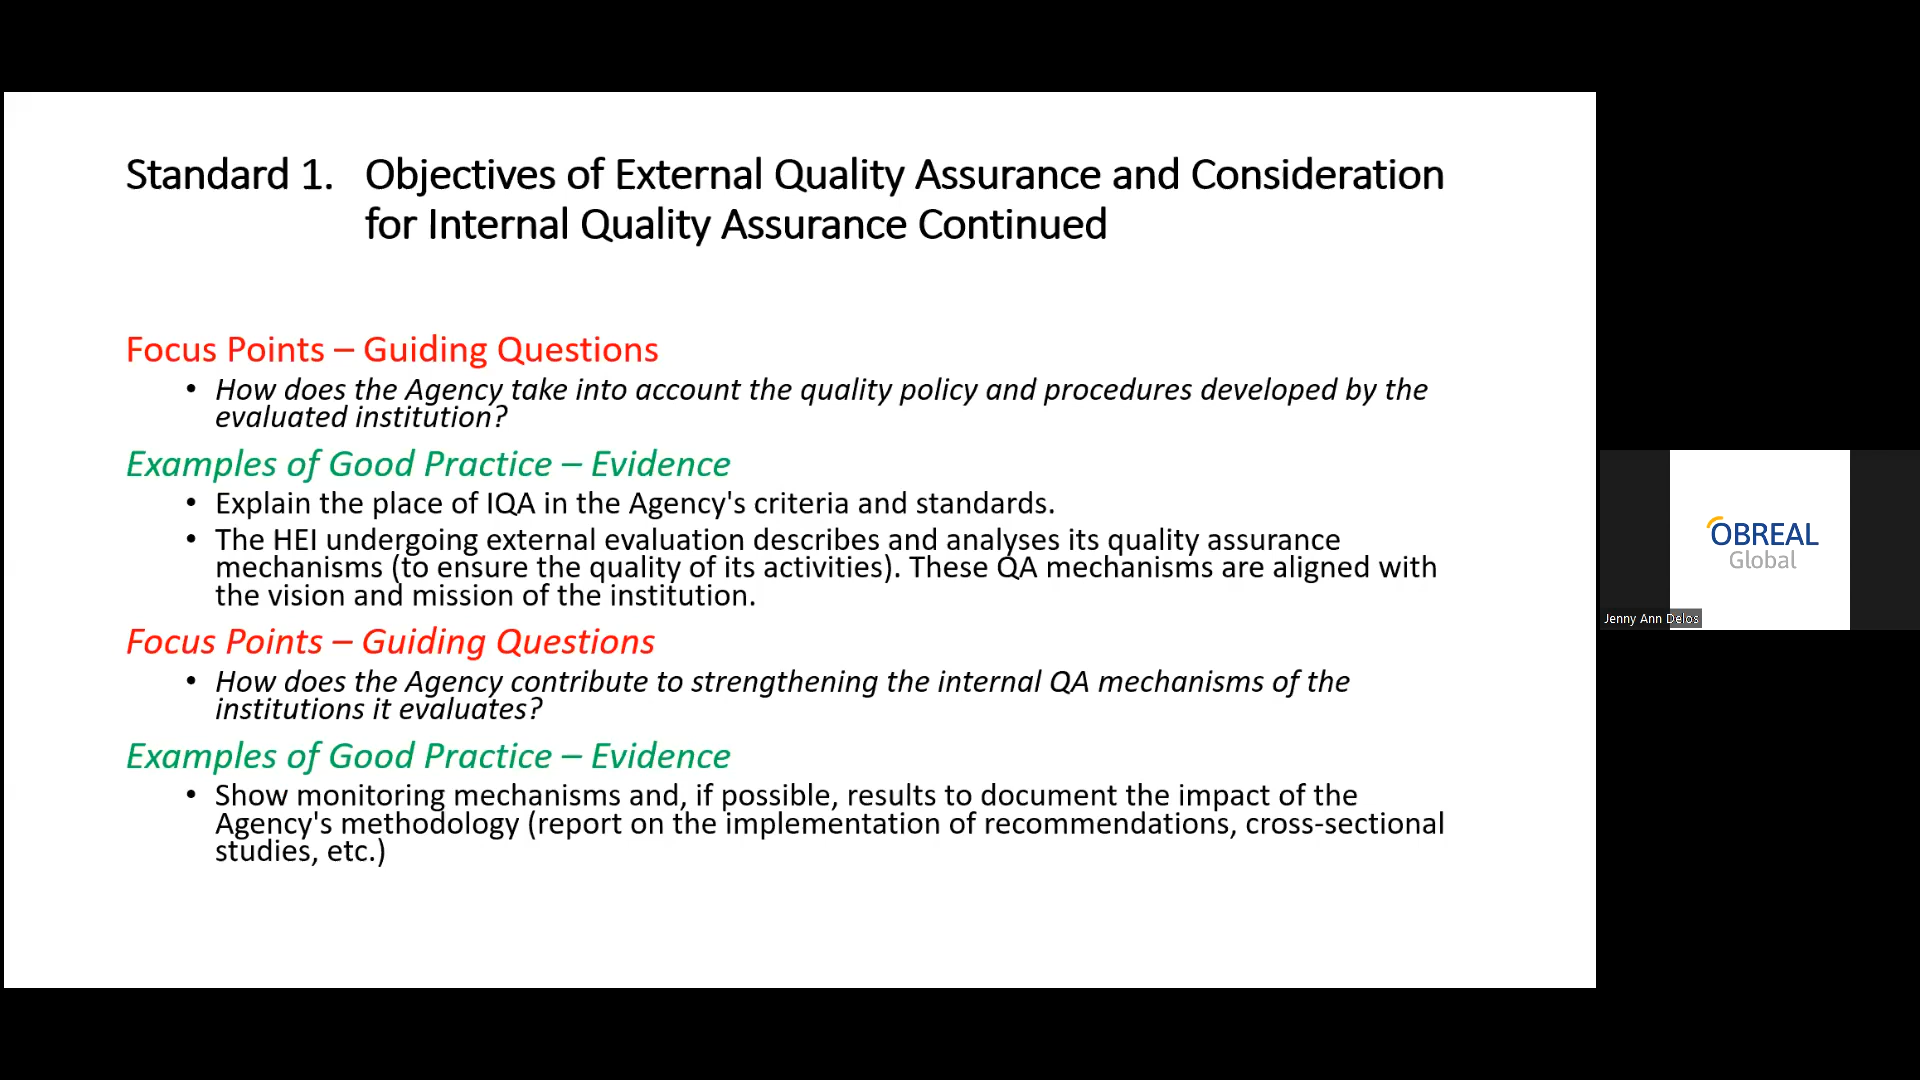 Standard 1. Objectives of External Quality Assurance and Consideration
for Internal Quality Assurance Continued
Focus Points – Guiding Questions
• How does the Agency take into account the quality policy and procedures developed by the
evaluated institution?
Examples of Good Practice – Evidence
• Explain the place of IQA in the Agency's criteria and standards.
• The HEI undergoing external evaluation describes and analyses its quality assurance
mechanisms (to ensure the quality of its activities). These QA mechanisms are aligned with
the vision and mission of the institution.
Focus Points – Guiding Questions
• How does the Agency contribute to strengthening the internal QA mechanisms of the
institutions it evaluates?
Examples of Good Practice – Evidence
• Show monitoring mechanisms and, if possible, results to document the impact of the
Agency's methodology (report on the implementation of recommendations, cross-sectional
studies, etc.)
OBREAL
Global
Jenny Ann Delos